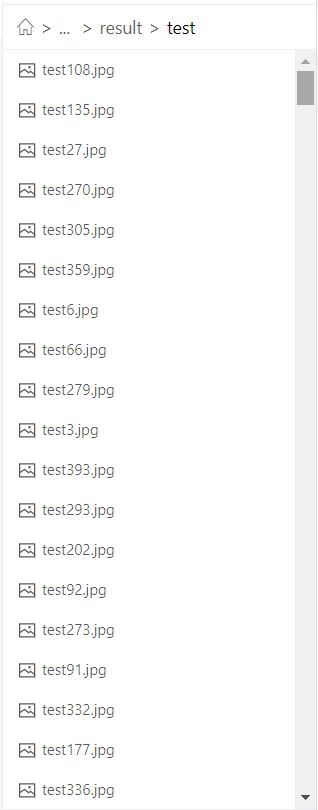 > ... > result > test
test108.jpg
test135.jpg
test27.jpg
test270.jpg
test305.jpg
test359.jpg
test6.jpg
test66.jpg
test279.jpg
test3.jpg
test393.jpg
test293.jpg
test202.jpg
test92.jpg
test273.jpg
test91.jpg
test332.jpg
test177.jpg
test336.jpg